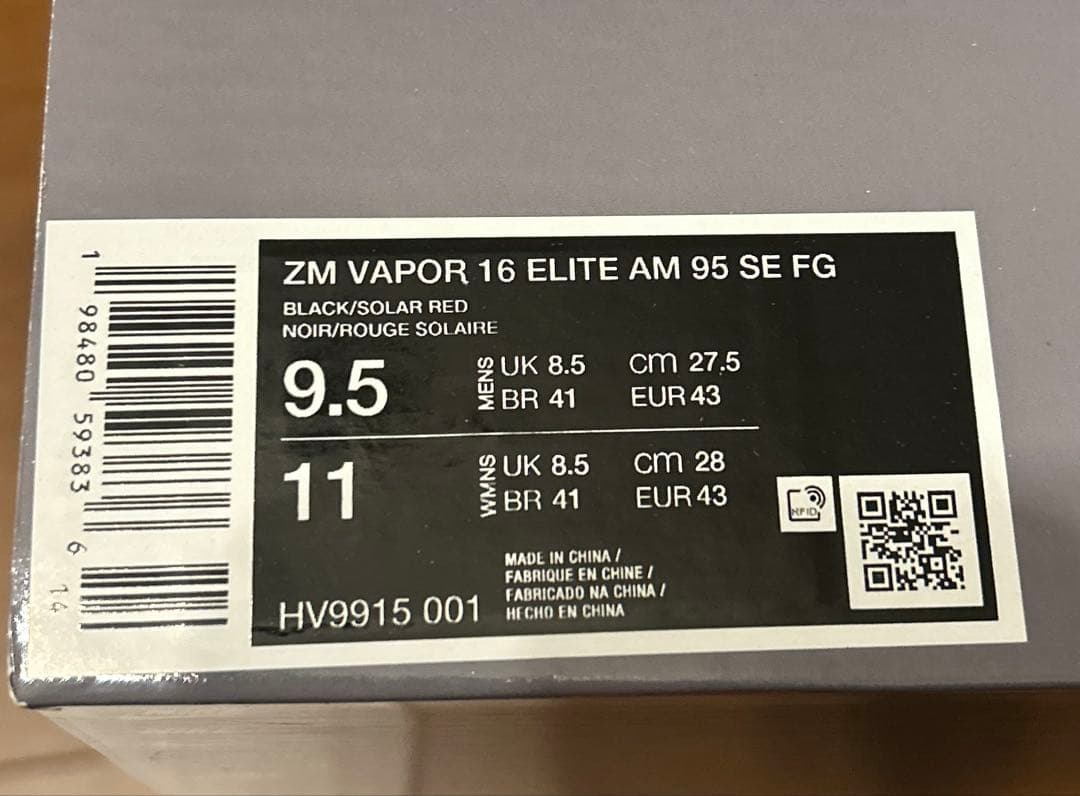 ZM VAPOR 16 ELITE AM 95 SE FG
BLACK/SOLAR RED
NOIR/ROUGE SOLAIRE
9.5
MENS
UK 8.5 cm 27.5
BR 41 EUR 43
11
WMNS
UK 8.5 cm 28
BR 41 EUR 43
MADE IN CHINA /
FABRIQUE EN CHINE /
FABRICADO NA CHINA /
HECHO EN CHINA
HV9915 001
RFID
1 98480 59383 6
14